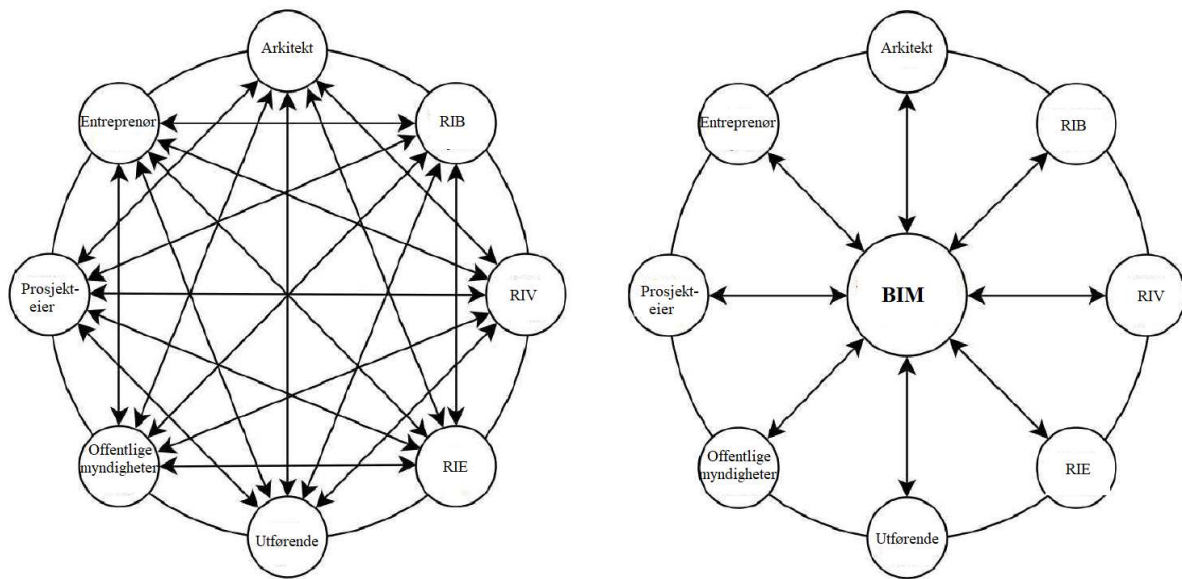 Arkitekt
Entreprenør
RIB
Prosjekt-
eier
RIV
Offentlige
myndigheter
RIE
Utførende
Arkitekt
Entreprenør
RIB
Prosjekt-
eier
BIM
RIV
Offentlige
myndigheter
RIE
Utførende